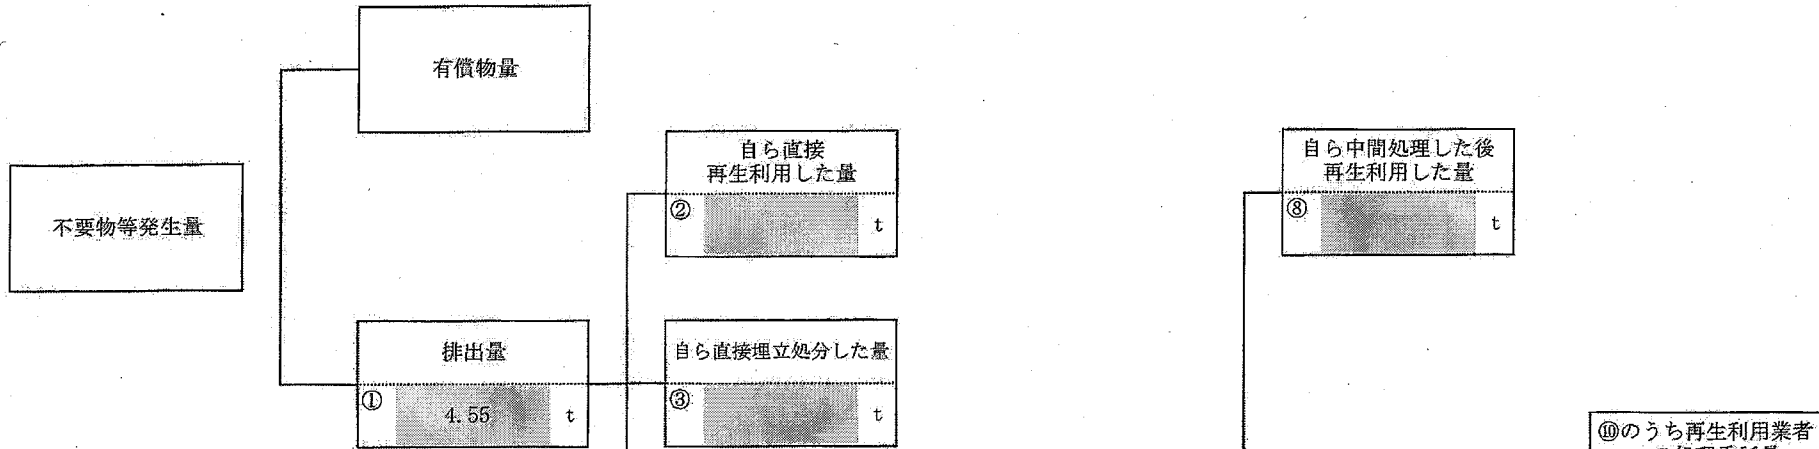 有償物量
自ら直接
再生利用した量
② t
自ら中間処理した後
再生利用した量
⑧ t
不要物等発生量
排出量
① 4.55 t
自ら直接埋立処分した量
③ t
⑩のうち再生利用業者